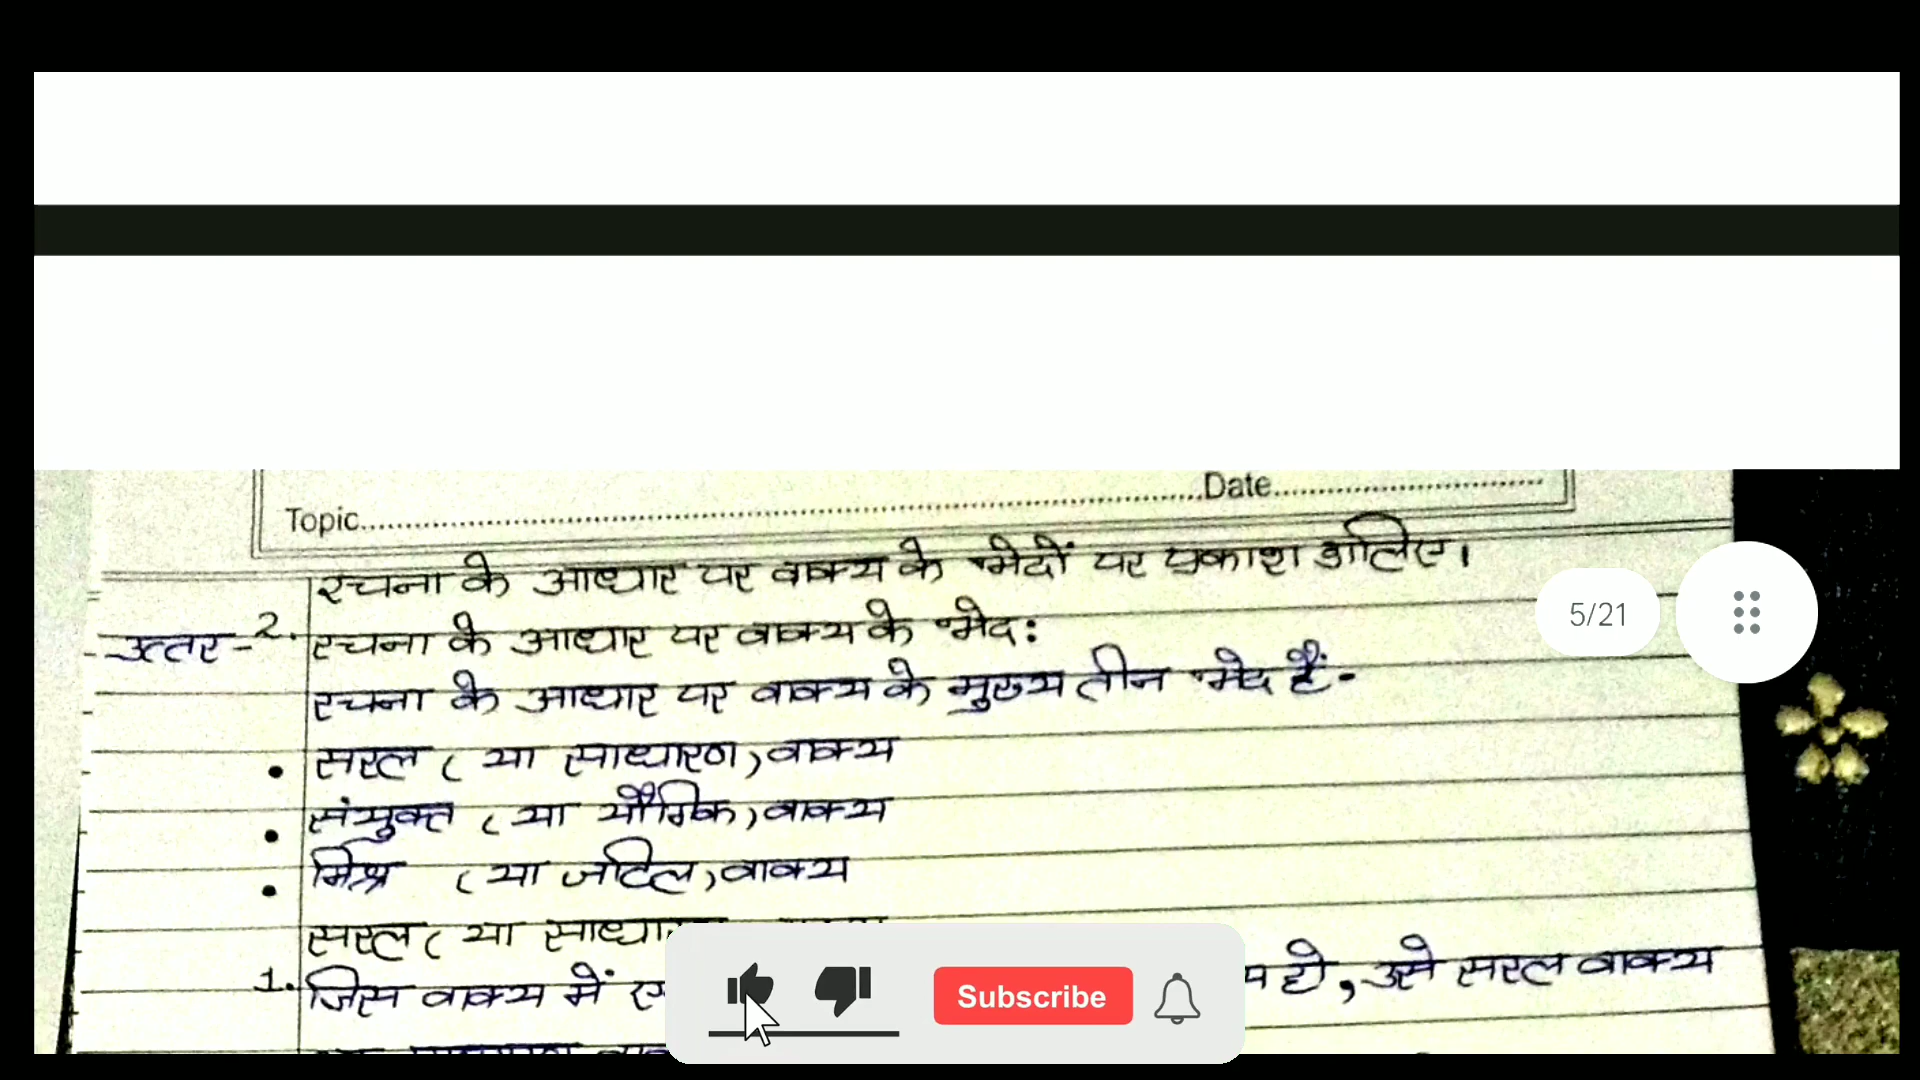 Topic..........Date..........
रचना के आधार पर वाक्य के भेदों पर प्रकाश डालिए।
उत्तर - 2. रचना के आधार पर वाक्य के भेद:
रचना के आधार पर वाक्य के मुख्य तीन भेद हैं-
5/21
• सरल ( या साधारण) वाक्य
• संयुक्त ( या यौगिक) वाक्य
• मिश्र ( या जटिल) वाक्य
सरल ( या
1. जिस वाक्य में हो, उसे सरल वाक्य
Subscribe